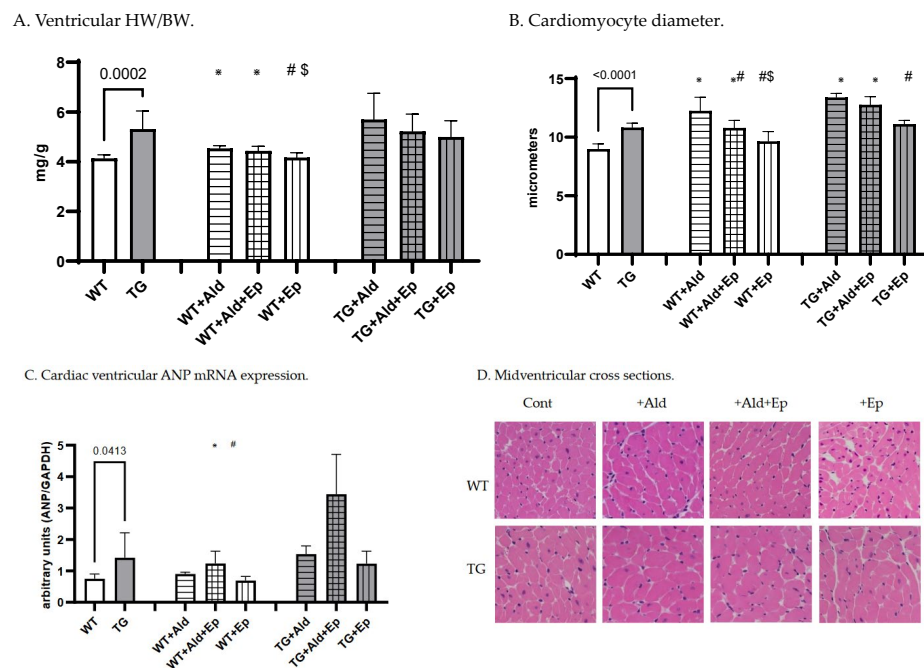 A. Ventricular HW/BW.
B. Cardiomyocyte diameter.
8
6
4
2
0
mg/g
0.0002
*
*
# $
WT
TG
WT+Ald
WT+Ald+Ep
WT+Ep
TG+Ald
TG+Ald+Ep
TG+Ep
15
10
5
0
micrometers
<0.0001
*
*#
#$
*
*
#
WT
TG
WT+Ald
WT+Ald+Ep
WT+Ep
TG+Ald
TG+Ald+Ep
TG+Ep
C. Cardiac ventricular ANP mRNA expression.
D. Midventricular cross sections.
5
4
3
2
1
0
arbitrary units (ANP/GAPDH)
0.0413
*
#
WT
TG
WT+Ald
WT+Ald+Ep
WT+Ep
TG+Ald
TG+Ald+Ep
TG+Ep
Cont
+Ald
+Ald+Ep
+Ep
WT
TG